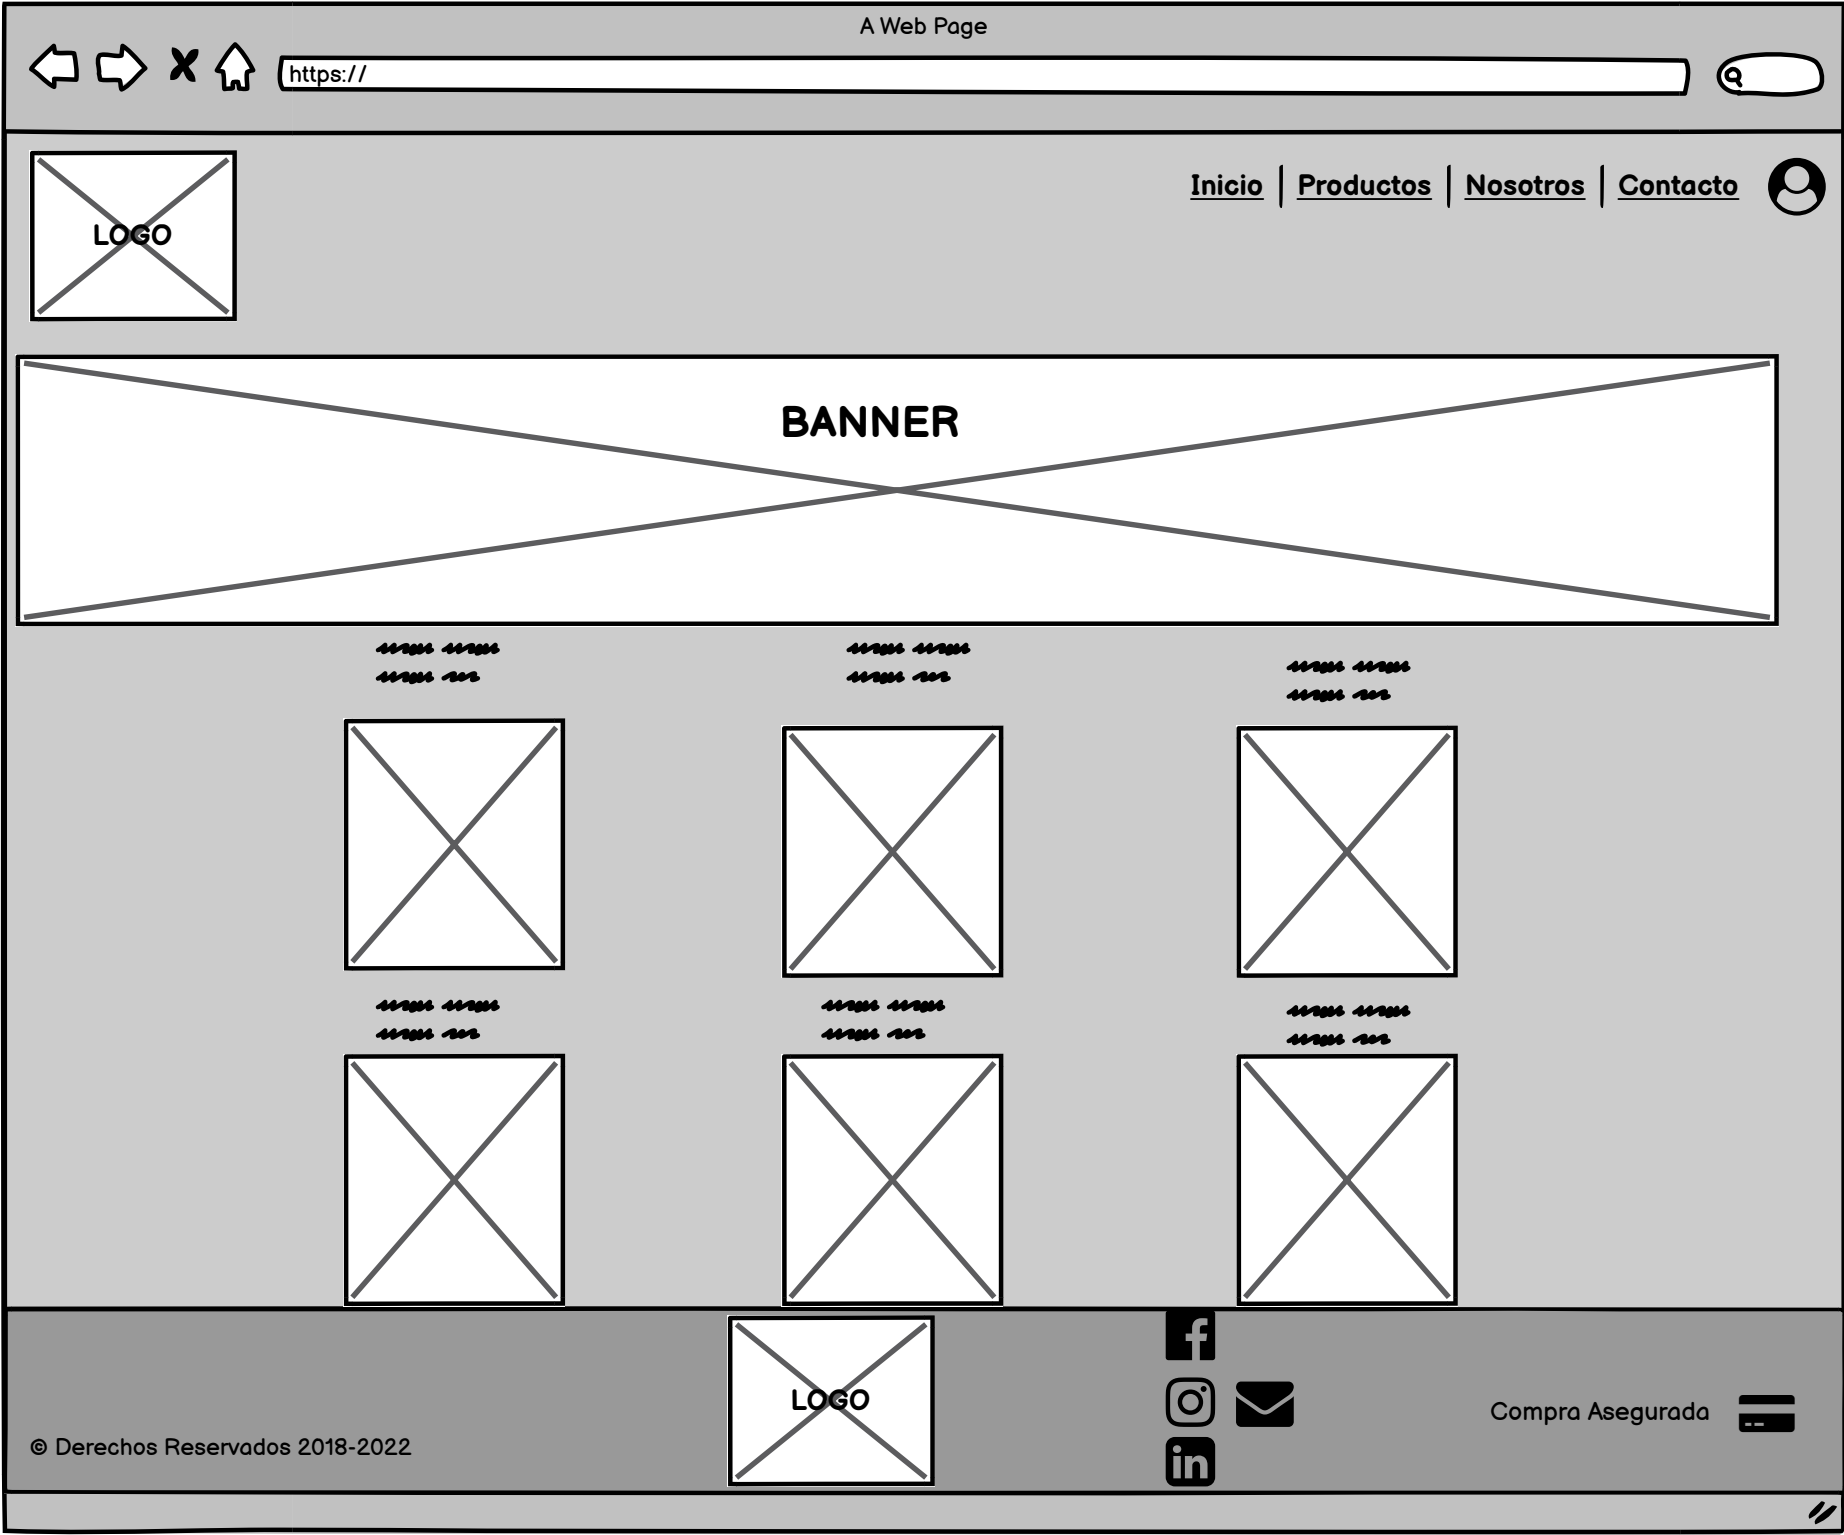 A Web Page
https://
LOGO
Inicio
Productos
Nosotros
Contacto
BANNER
LOGO
© Derechos Reservados 2018-2022
Compra Asegurada